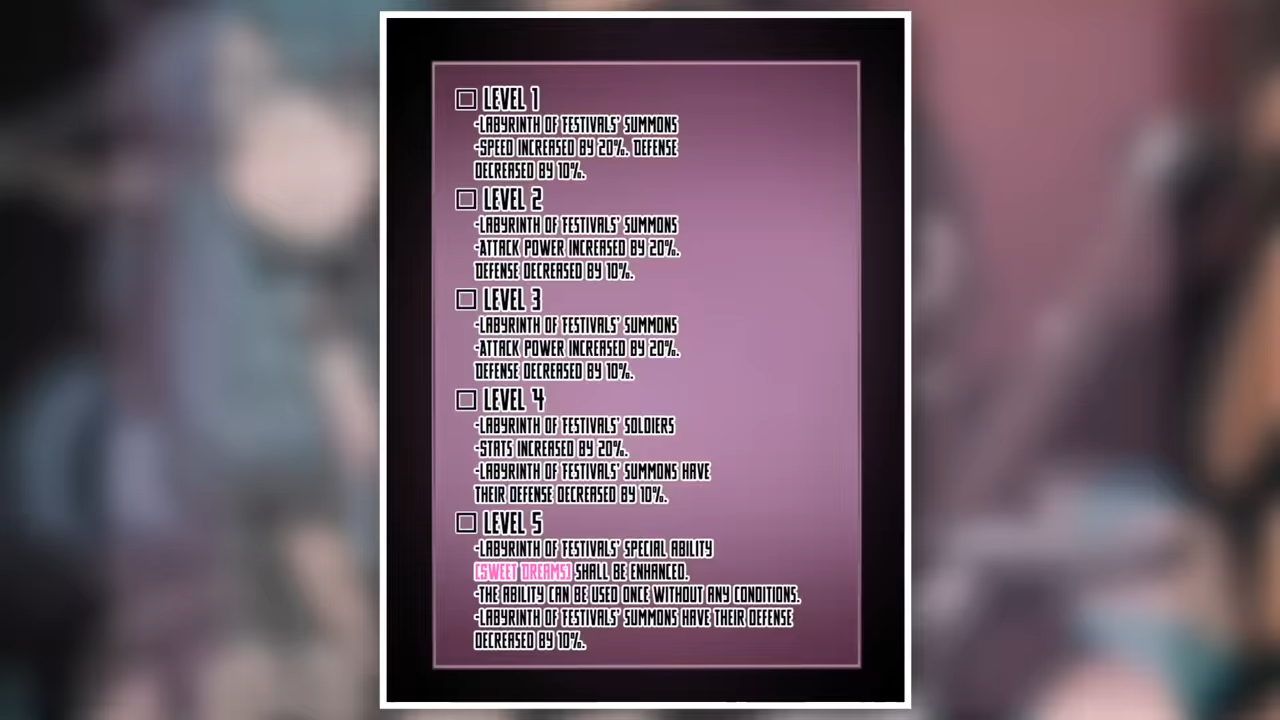 ☐ LEVEL 1
-LABYRINTH OF FESTIVALS' SUMMONS
-SPEED INCREASED BY 20%. DEFENSE
DECREASED BY 10%.
☐ LEVEL 2
-LABYRINTH OF FESTIVALS' SUMMONS
-ATTACK POWER INCREASED BY 20%.
DEFENSE DECREASED BY 10%.
☐ LEVEL 3
-LABYRINTH OF FESTIVALS' SUMMONS
-ATTACK POWER INCREASED BY 20%.
DEFENSE DECREASED BY 10%.
☐ LEVEL 4
-LABYRINTH OF FESTIVALS' SOLDIERS
-STATS INCREASED BY 20%.
-LABYRINTH OF FESTIVALS' SUMMONS HAVE
THEIR DEFENSE DECREASED BY 10%.
☐ LEVEL 5
-LABYRINTH OF FESTIVALS' SPECIAL ABILITY
[SWEET DREAMS] SHALL BE ENHANCED.
-THE ABILITY CAN BE USED ONCE WITHOUT ANY CONDITIONS.
-LABYRINTH OF FESTIVALS' SUMMONS HAVE THEIR DEFENSE
DECREASED BY 10%.